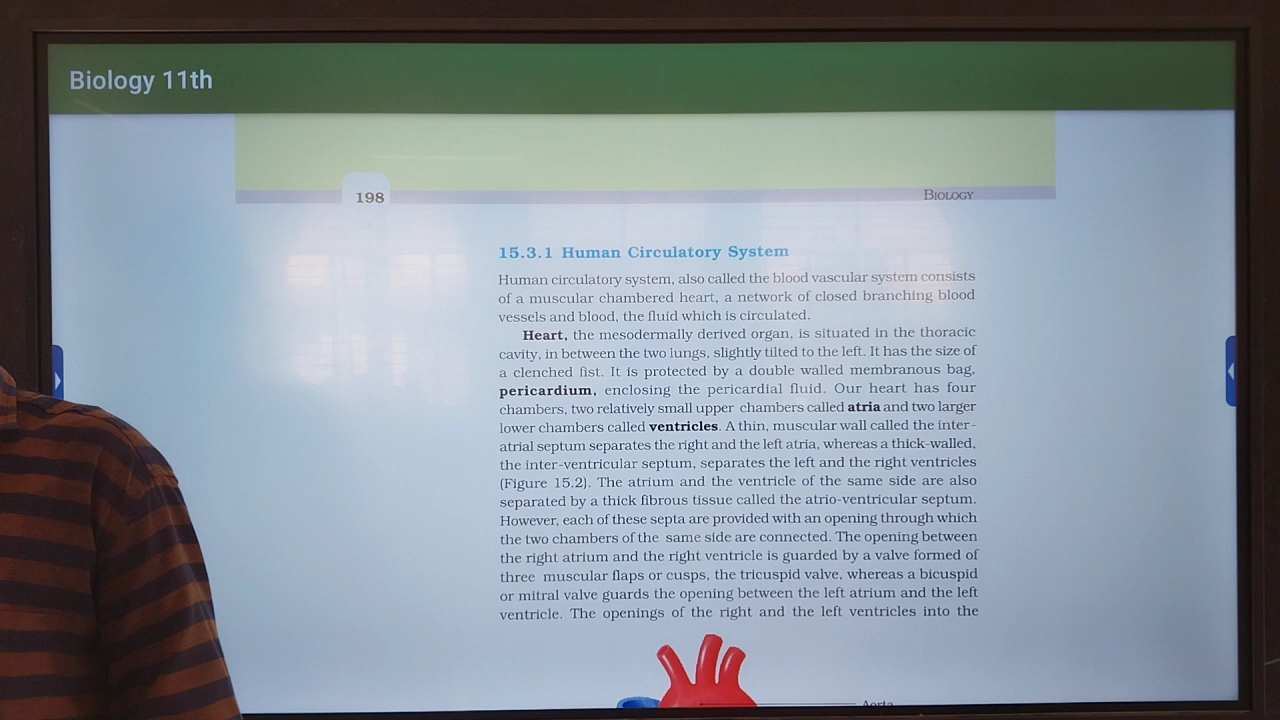 Biology 11th
198
BIOLOGY
15.3.1 Human Circulatory System
Human circulatory system, also called the blood vascular system consists
of a muscular chambered heart, a network of closed branching blood
vessels and blood, the fluid which is circulated.
Heart, the mesodermally derived organ, is situated in the thoracic
cavity, in between the two lungs, slightly tilted to the left. It has the size of
a clenched fist. It is protected by a double walled membranous bag,
pericardium, enclosing the pericardial fluid. Our heart has four
chambers, two relatively small upper chambers called atria and two larger
lower chambers called ventricles. A thin, muscular wall called the inter-
atrial septum separates the right and the left atria, whereas a thick-walled,
the inter-ventricular septum, separates the left and the right ventricles
(Figure 15.2). The atrium and the ventricle of the same side are also
separated by a thick fibrous tissue called the atrio-ventricular septum.
However, each of these septa are provided with an opening through which
the two chambers of the same side are connected. The opening between
the right atrium and the right ventricle is guarded by a valve formed of
three muscular flaps or cusps, the tricuspid valve, whereas a bicuspid
or mitral valve guards the opening between the left atrium and the left
ventricle. The openings of the right and the left ventricles into the
Aorta